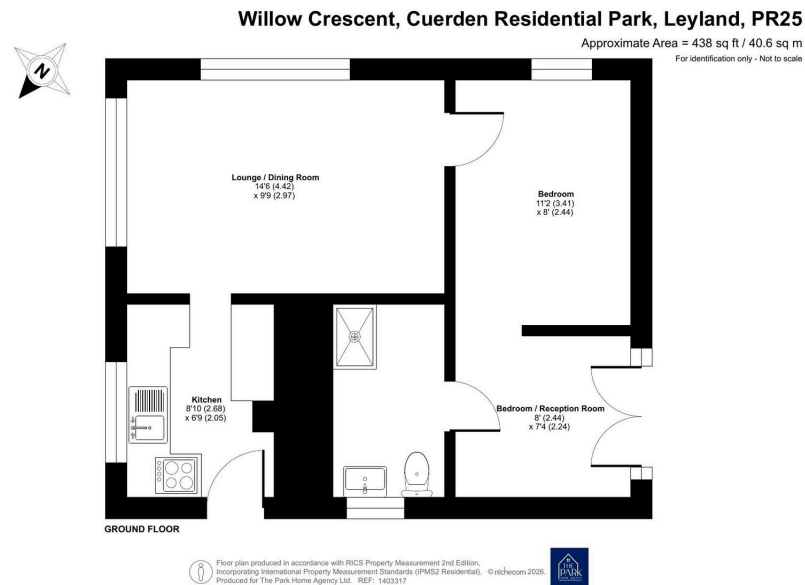 Willow Crescent, Cuerden Residential Park, Leyland, PR25
Approximate Area = 438 sq ft / 40.6 sq m
For identification only - Not to scale
N
Lounge / Dining Room
14'6 (4.42)
x 9'9 (2.97)
Bedroom
11'2 (3.41)
x 8' (2.44)
Kitchen
8'10 (2.68)
x 6'9 (2.05)
Bedroom / Reception Room
8' (2.44)
x 7'4 (2.24)
GROUND FLOOR
Floor plan produced in accordance with RICS Property Measurement 2nd Edition,
Incorporating International Property Measurement Standards (IPMS2 Residential). © ntchecom 2026.
Produced for The Park Home Agency Ltd. REF: 1403317
THE
PARK
HOME AGENCY